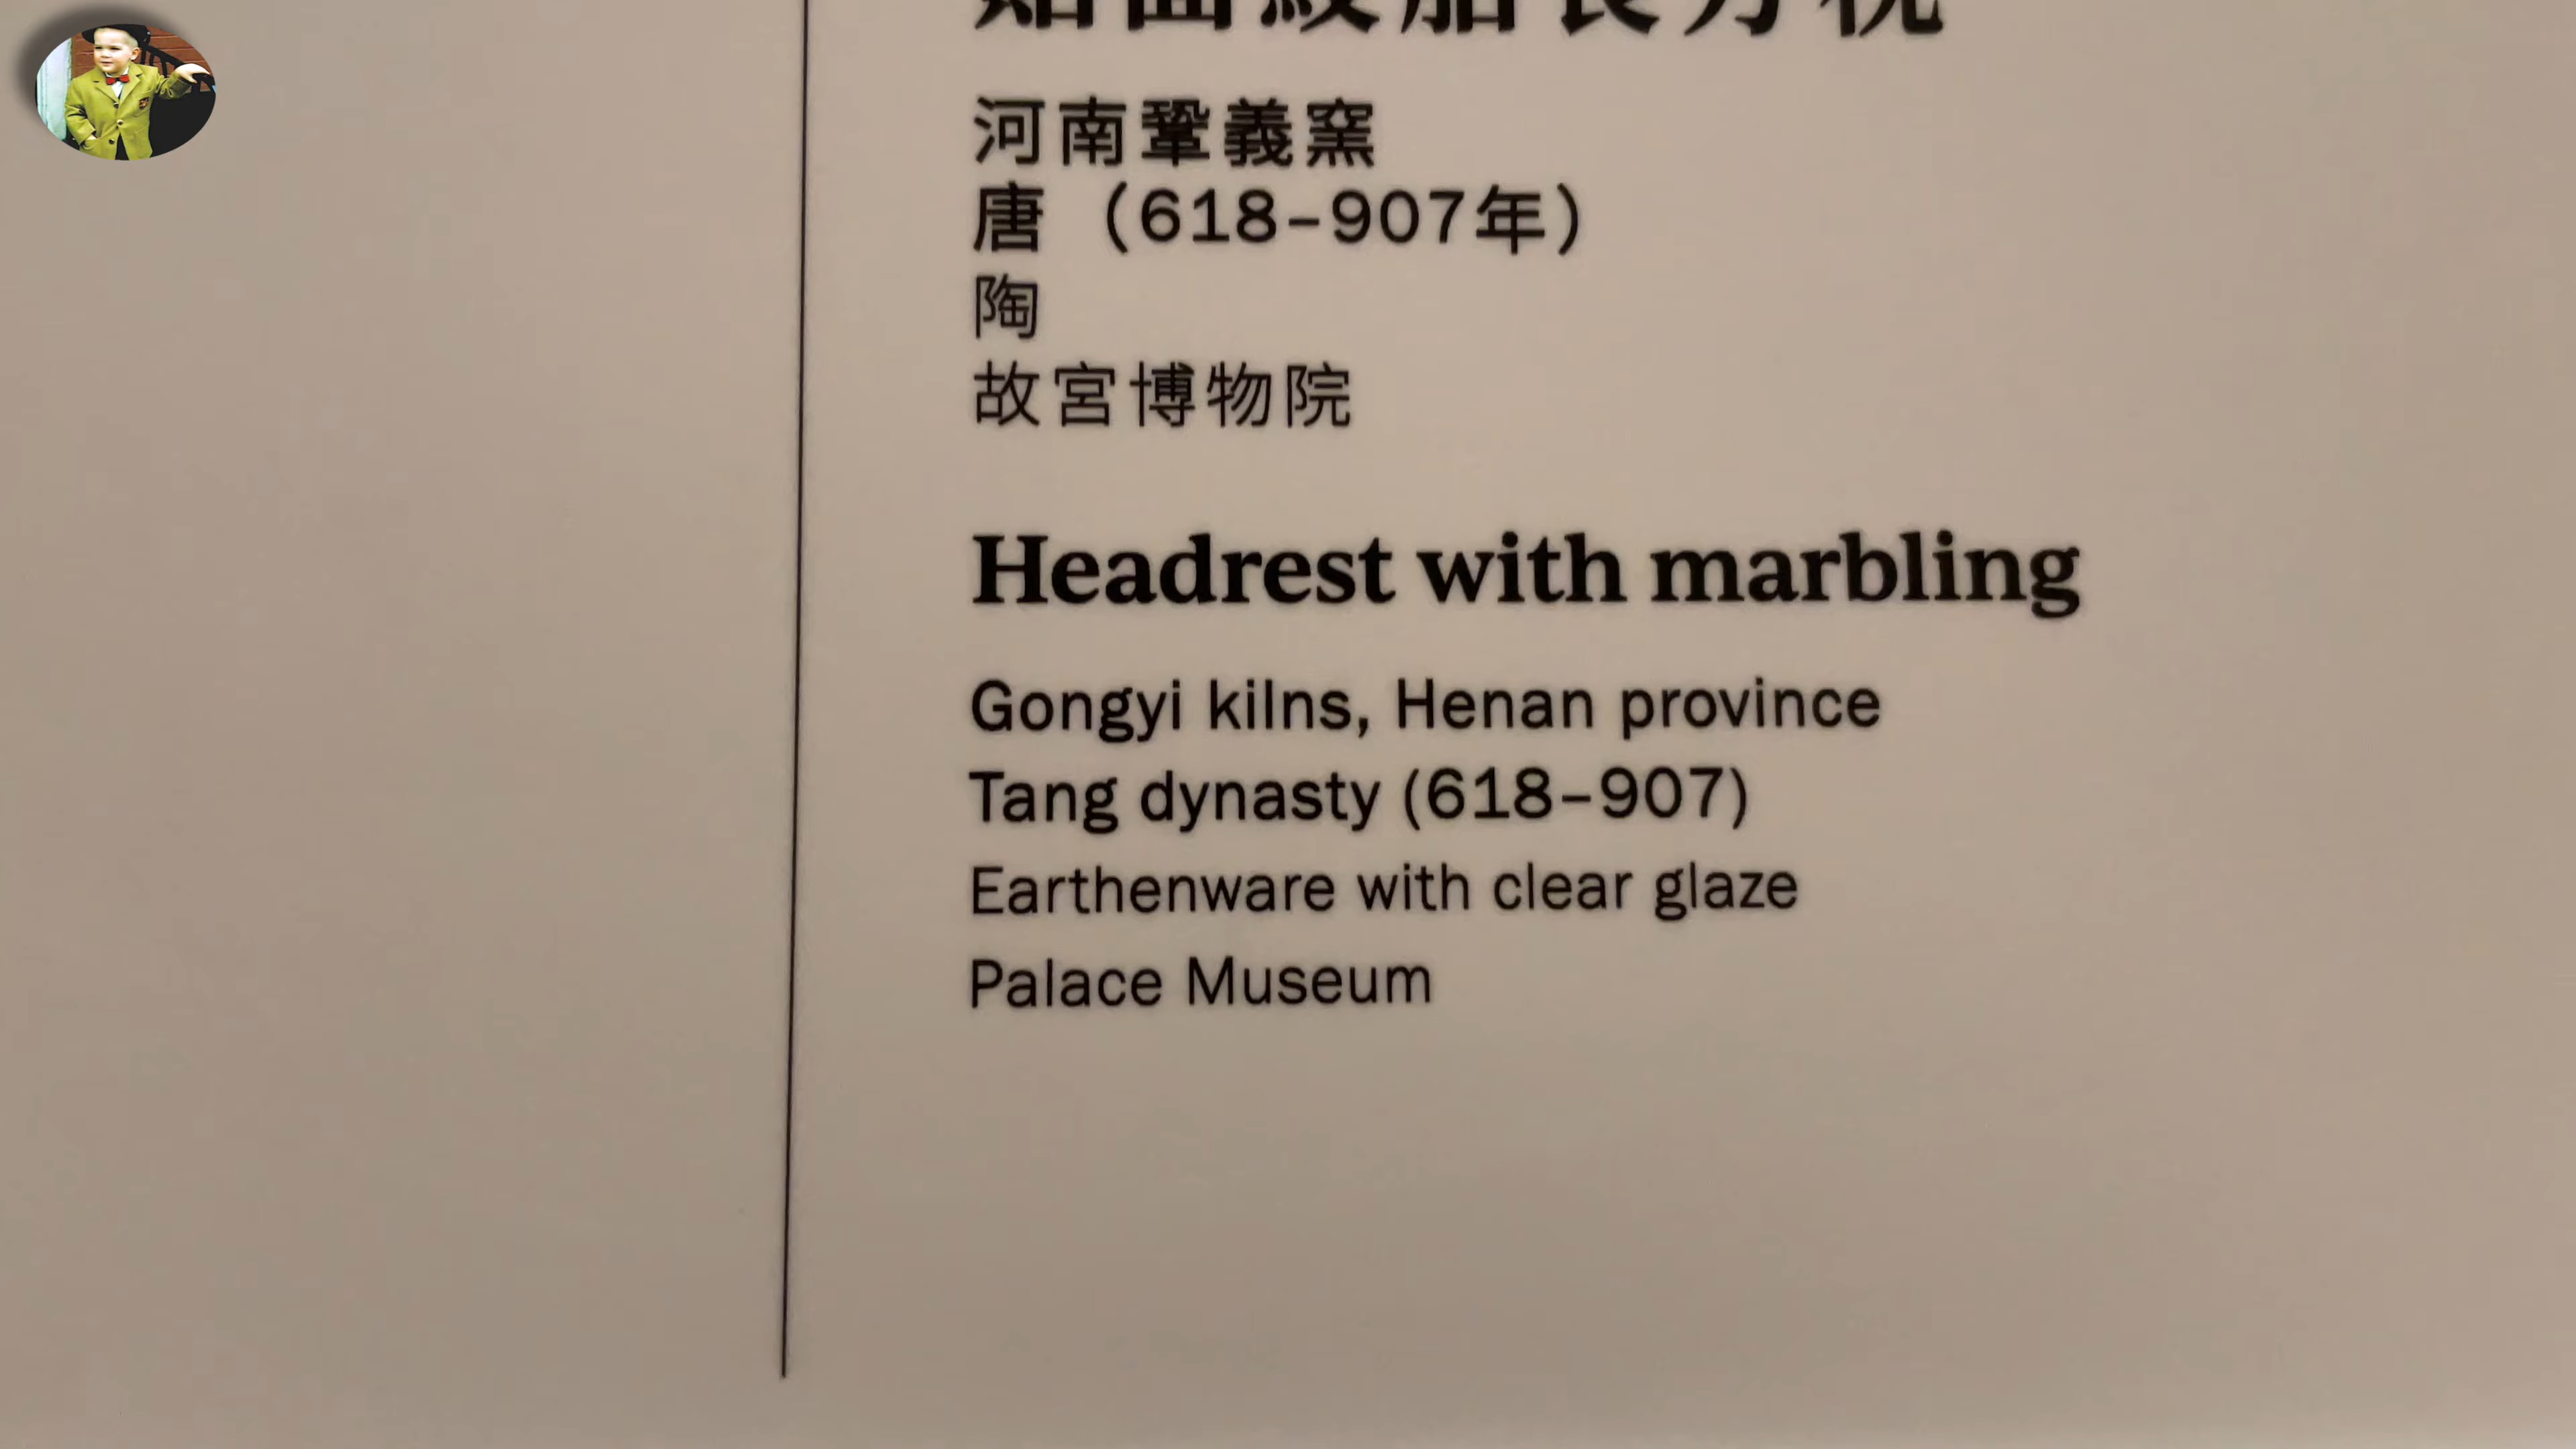 河南鞏義窯
唐（618–907年）
陶
故宮博物院
Headrest with marbling
Gongyi kilns, Henan province
Tang dynasty (618–907)
Earthenware with clear glaze
Palace Museum